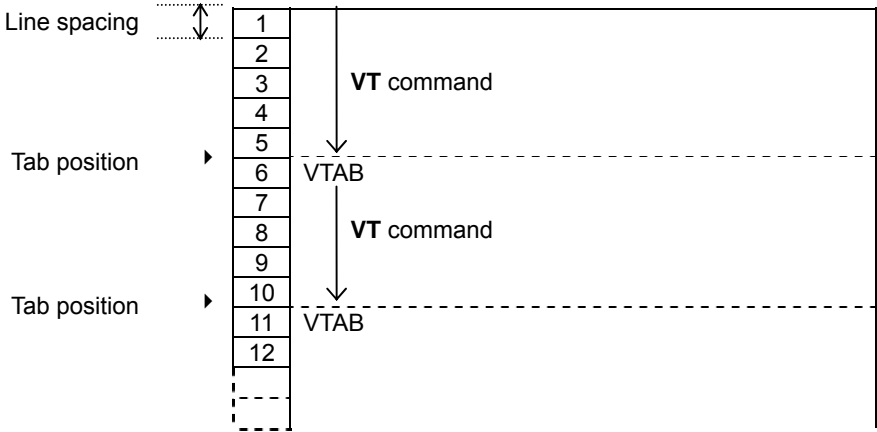 Line spacing
1
2
3
VT command
4
5
Tab position
6 VTAB
7
8
VT command
9
10
Tab position
11 VTAB
12